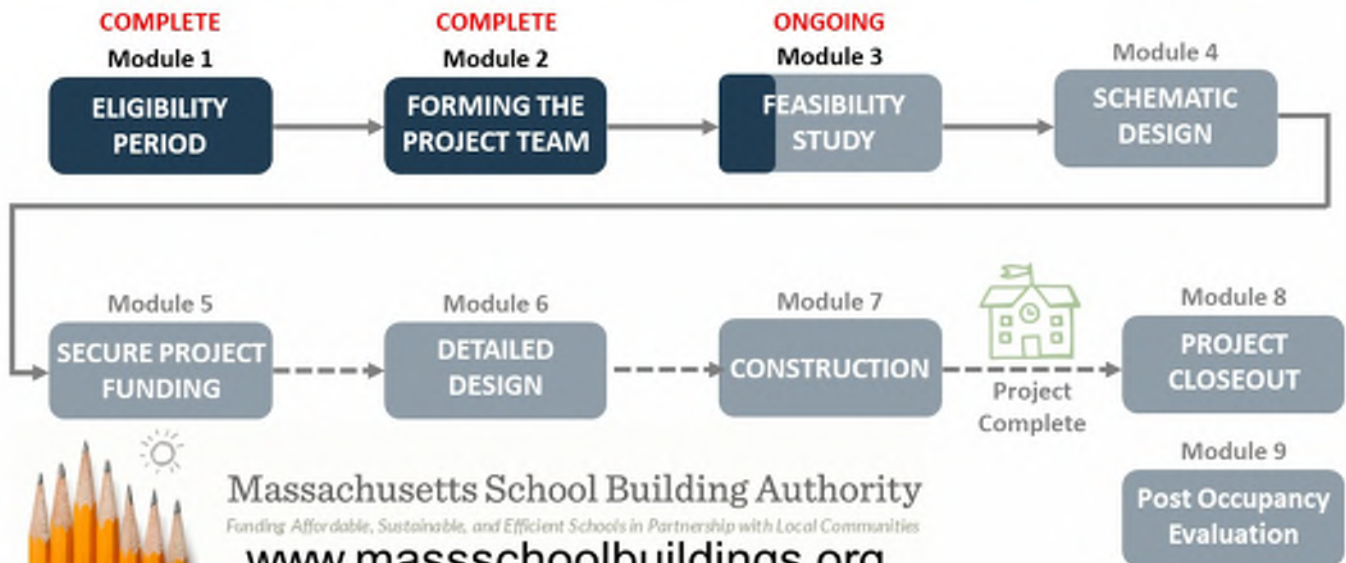 COMPLETE
Module 1
ELIGIBILITY
PERIOD
COMPLETE
Module 2
FORMING THE
PROJECT TEAM
ONGOING
Module 3
FEASIBILITY
STUDY
Module 4
SCHEMATIC
DESIGN
Module 5
SECURE PROJECT
FUNDING
Module 6
DETAILED
DESIGN
Module 7
CONSTRUCTION
Project
Complete
Module 8
PROJECT
CLOSEOUT
Module 9
Post Occupancy
Evaluation
Massachusetts School Building Authority
Funding Affordable, Sustainable, and Efficient Schools in Partnership with Local Communities
www.massschoolbuildings.org